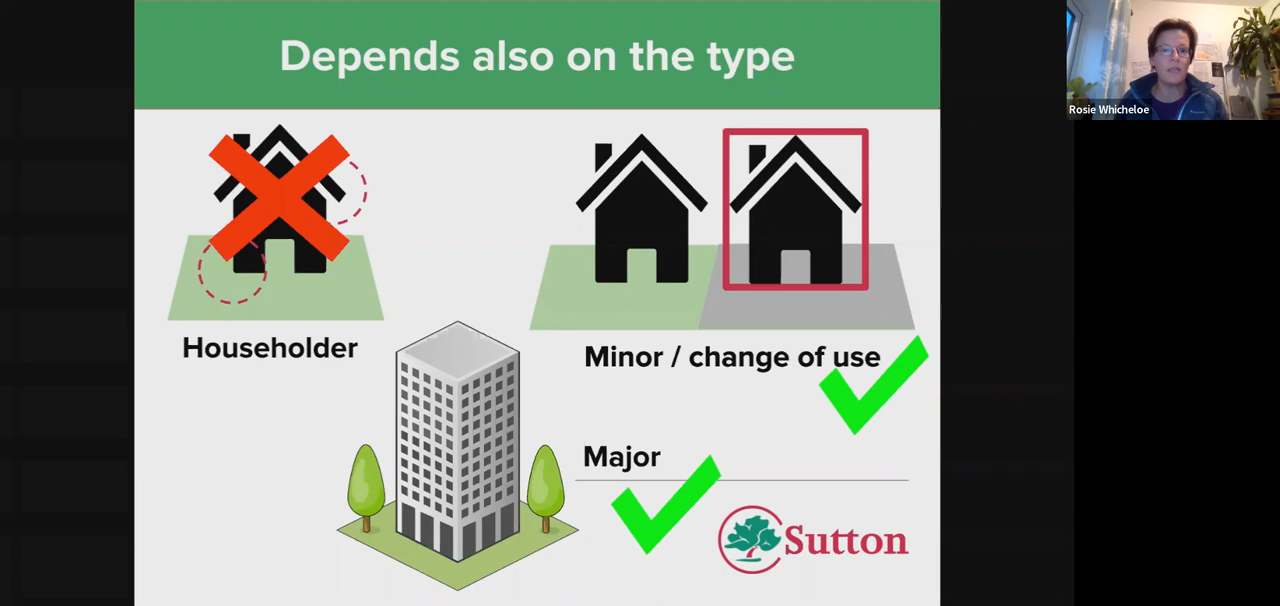 Depends also on the type
Rosie Whicheloe
Householder
Minor / change of use
Major
Sutton